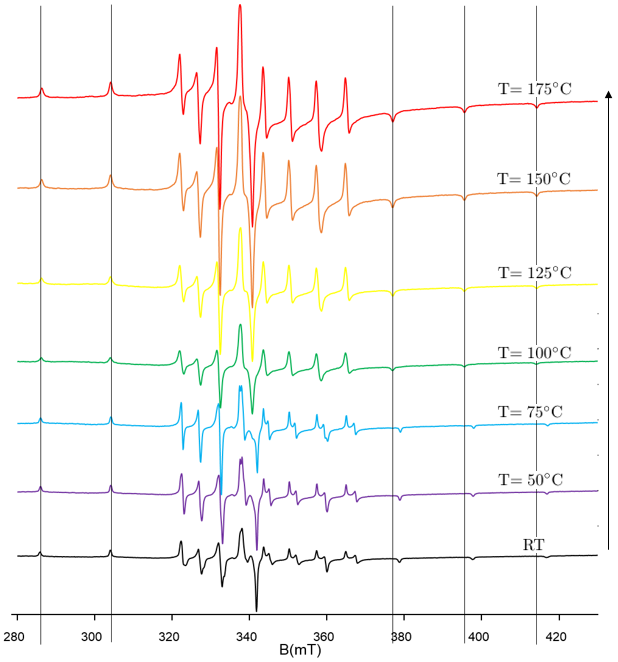 T= 175°C
T= 150°C
T= 125°C
T= 100°C
T= 75°C
T= 50°C
RT
280 300 320 340 360 380 400 420
B(mT)